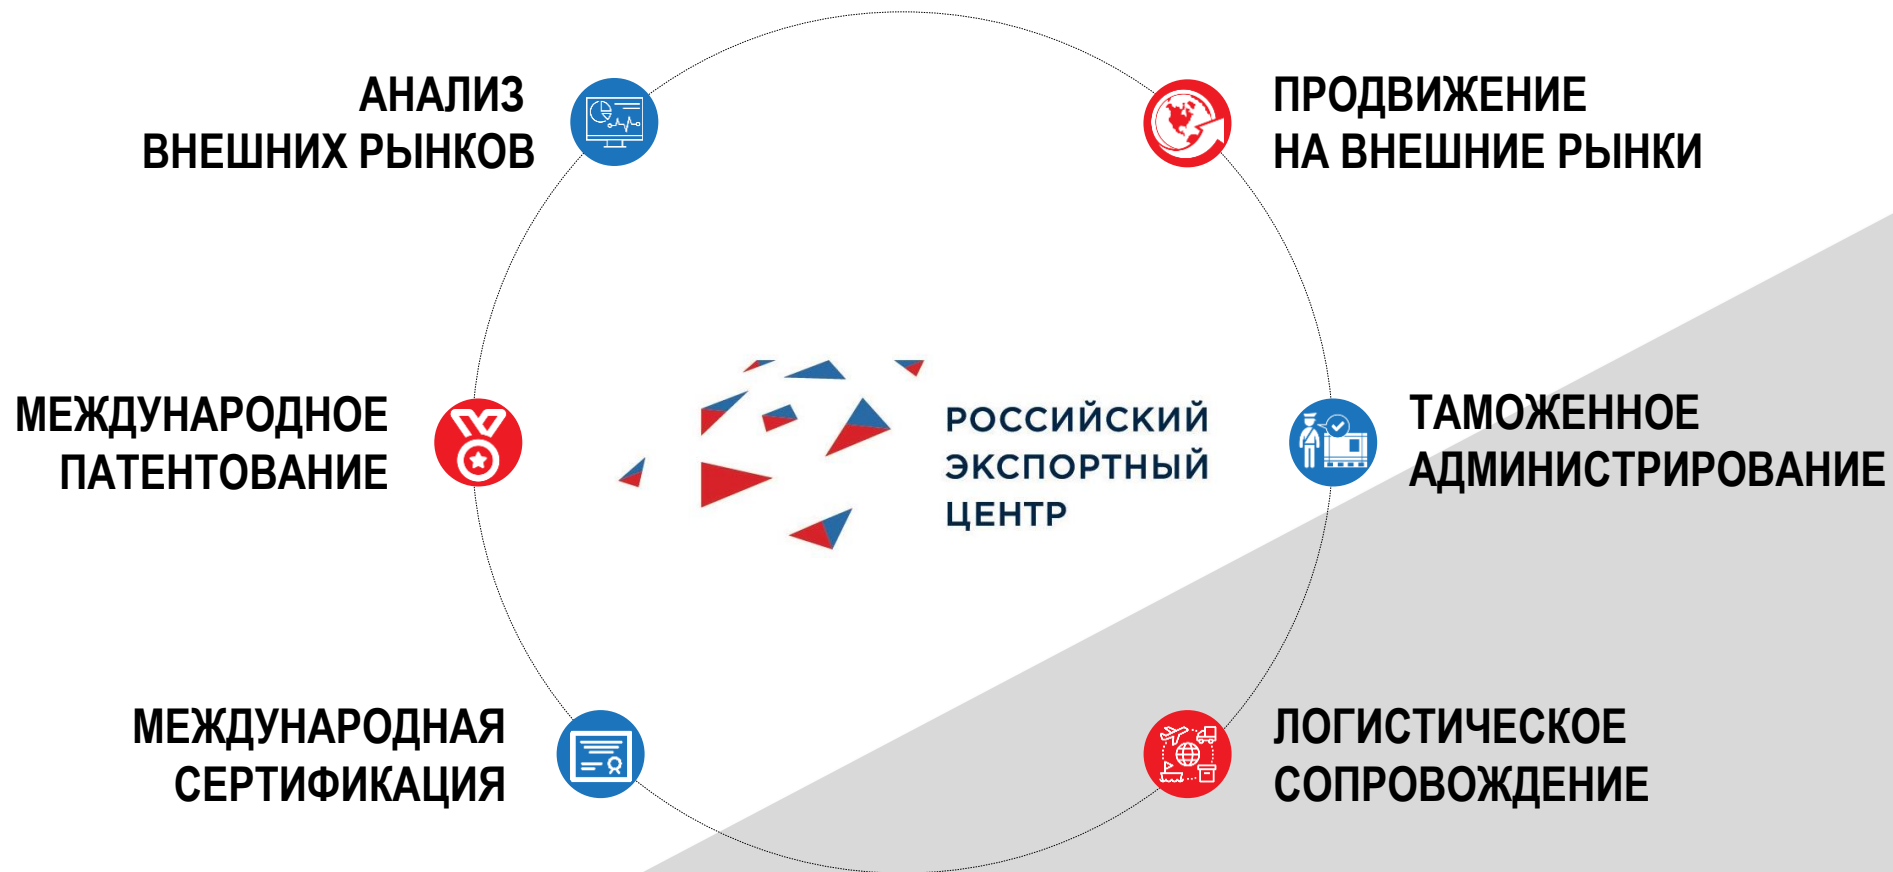 АНАЛИЗ
ВНЕШНИХ РЫНКОВ
ПРОДВИЖЕНИЕ
НА ВНЕШНИЕ РЫНКИ
МЕЖДУНАРОДНОЕ
ПАТЕНТОВАНИЕ
РОССИЙСКИЙ
ЭКСПОРТНЫЙ
ЦЕНТР
ТАМОЖЕННОЕ
АДМИНИСТРИРОВАНИЕ
МЕЖДУНАРОДНАЯ
СЕРТИФИКАЦИЯ
ЛОГИСТИЧЕСКОЕ
СОПРОВОЖДЕНИЕ